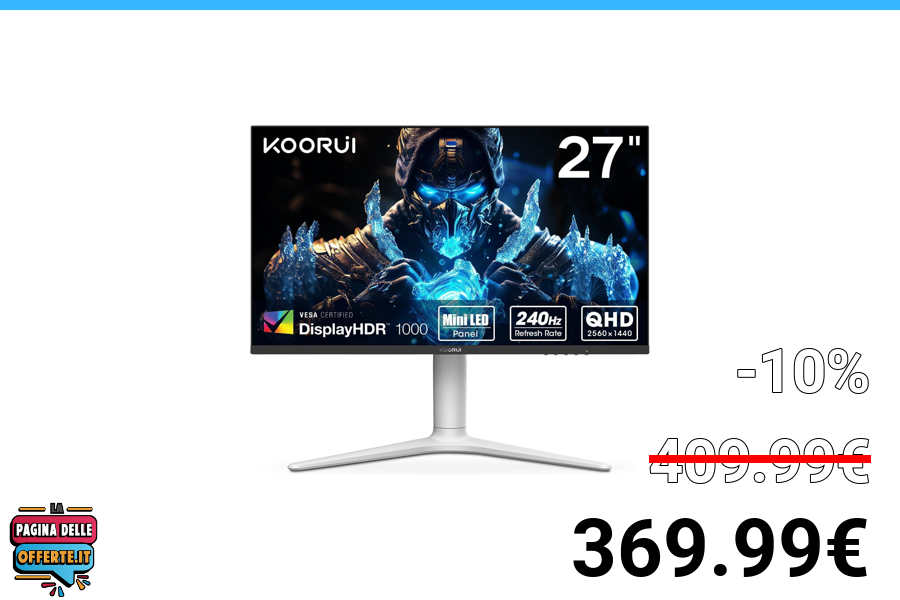 KOORUI
27"
VESA CERTIFIED
DisplayHDR™ 1000
Mini LED
Panel
240Hz
Refresh Rate
QHD
2560×1440
KOORUI
-10%
409.99€
369.99€
LA
PAGINA DELLE
OFFERTE.IT